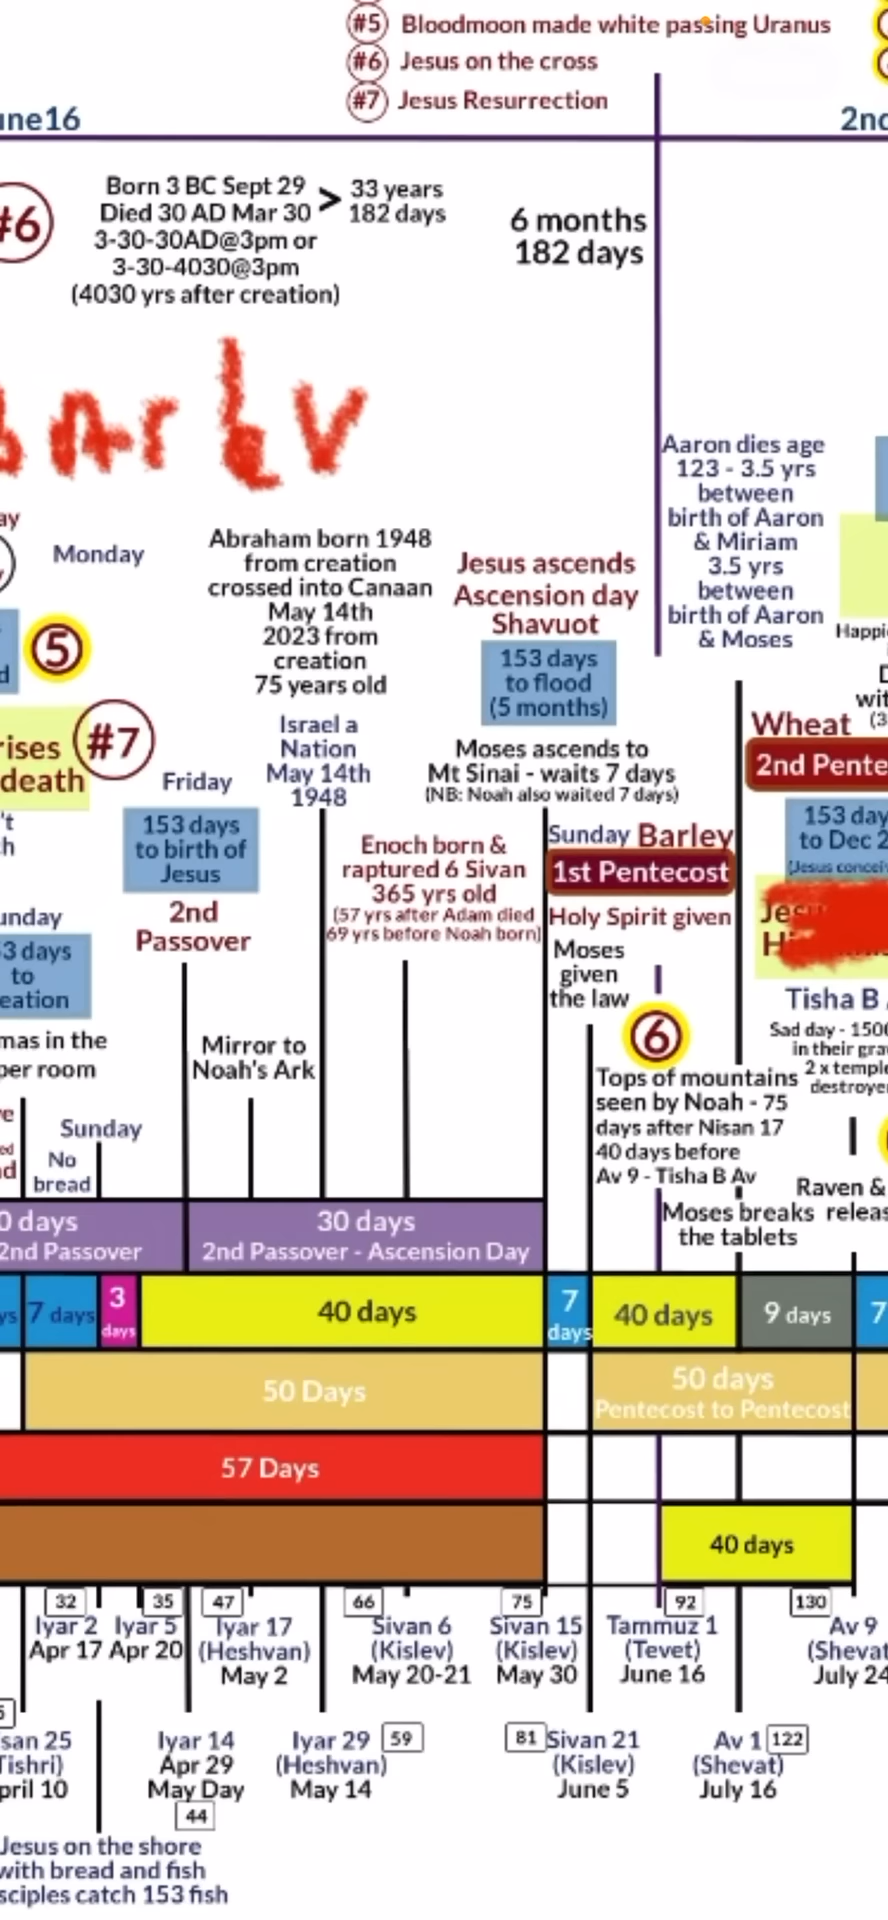 #5 Bloodmoon made white passing Uranus
#6 Jesus on the cross
#7 Jesus Resurrection
une16
2nd
#6
Born 3 BC Sept 29
Died 30 AD Mar 30
>
33 years
182 days
3-30-30AD@3pm or
3-30-4030@3pm
(4030 yrs after creation)
6 months
182 days
Aaron dies age
123 - 3.5 yrs
between
birth of Aaron
& Miriam
3.5 yrs
between
birth of Aaron
& Moses
ay
Monday
5
d
#7
rises
death
't
h
Abraham born 1948
from creation
crossed into Canaan
May 14th
2023 from
creation
75 years old
Israel a
Nation
May 14th
1948
Jesus ascends
Ascension day
Shavuot
153 days
to flood
(5 months)
Moses ascends to
Mt Sinai - waits 7 days
(NB: Noah also waited 7 days)
Happi
D
wit
(3
Wheat
2nd Pente
153 day
to Dec 2
(Jesus concei
Friday
153 days
to birth of
Jesus
2nd
Passover
Enoch born &
raptured 6 Sivan
365 yrs old
(57 yrs after Adam died
69 yrs before Noah born)
Sunday Barley
1st Pentecost
Holy Spirit given
Moses
given
the law
6
Tops of mountains
seen by Noah - 75
days after Nisan 17
40 days before
Av 9 - Tisha B Av
Moses breaks
the tablets
Tisha B
Sad day - 150
in their gra
2 x temple
destroye
Raven &
releas
unday
3 days
to
eation
mas in the
per room
Sunday
No
bread
Mirror to
Noah's Ark
0 days
2nd Passover
30 days
2nd Passover - Ascension Day
ys
7 days
3
days
40 days
7
days
40 days
9 days
7
50 Days
50 days
Pentecost to Pentecost
57 Days
40 days
32
Iyar 2
Apr 17
35
Iyar 5
Apr 20
47
Iyar 17
(Heshvan)
May 2
66
Sivan 6
(Kislev)
May 20-21
75
Sivan 15
(Kislev)
May 30
92
Tammuz 1
(Tevet)
June 16
130
Av 9
(Shevat
July 24
san 25
Tishri)
pril 10
Iyar 14
Apr 29
May Day
44
Iyar 29 59
(Heshvan)
May 14
81 Sivan 21
(Kislev)
June 5
Av 1 122
(Shevat)
July 16
Jesus on the shore
with bread and fish
sciples catch 153 fish